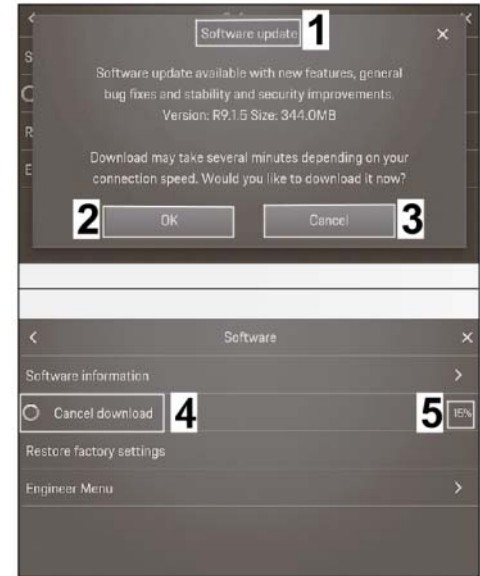 Software update 1
×
Software update available with new features, general
bug fixes and stability and security improvements.
Version: R9.1.5 Size: 344.0MB
Download may take several minutes depending on your
connection speed. Would you like to download it now?
2 OK Cancel 3
< Software ×
Software information >
Cancel download 4 5 15%
Restore factory settings
Engineer Menu >